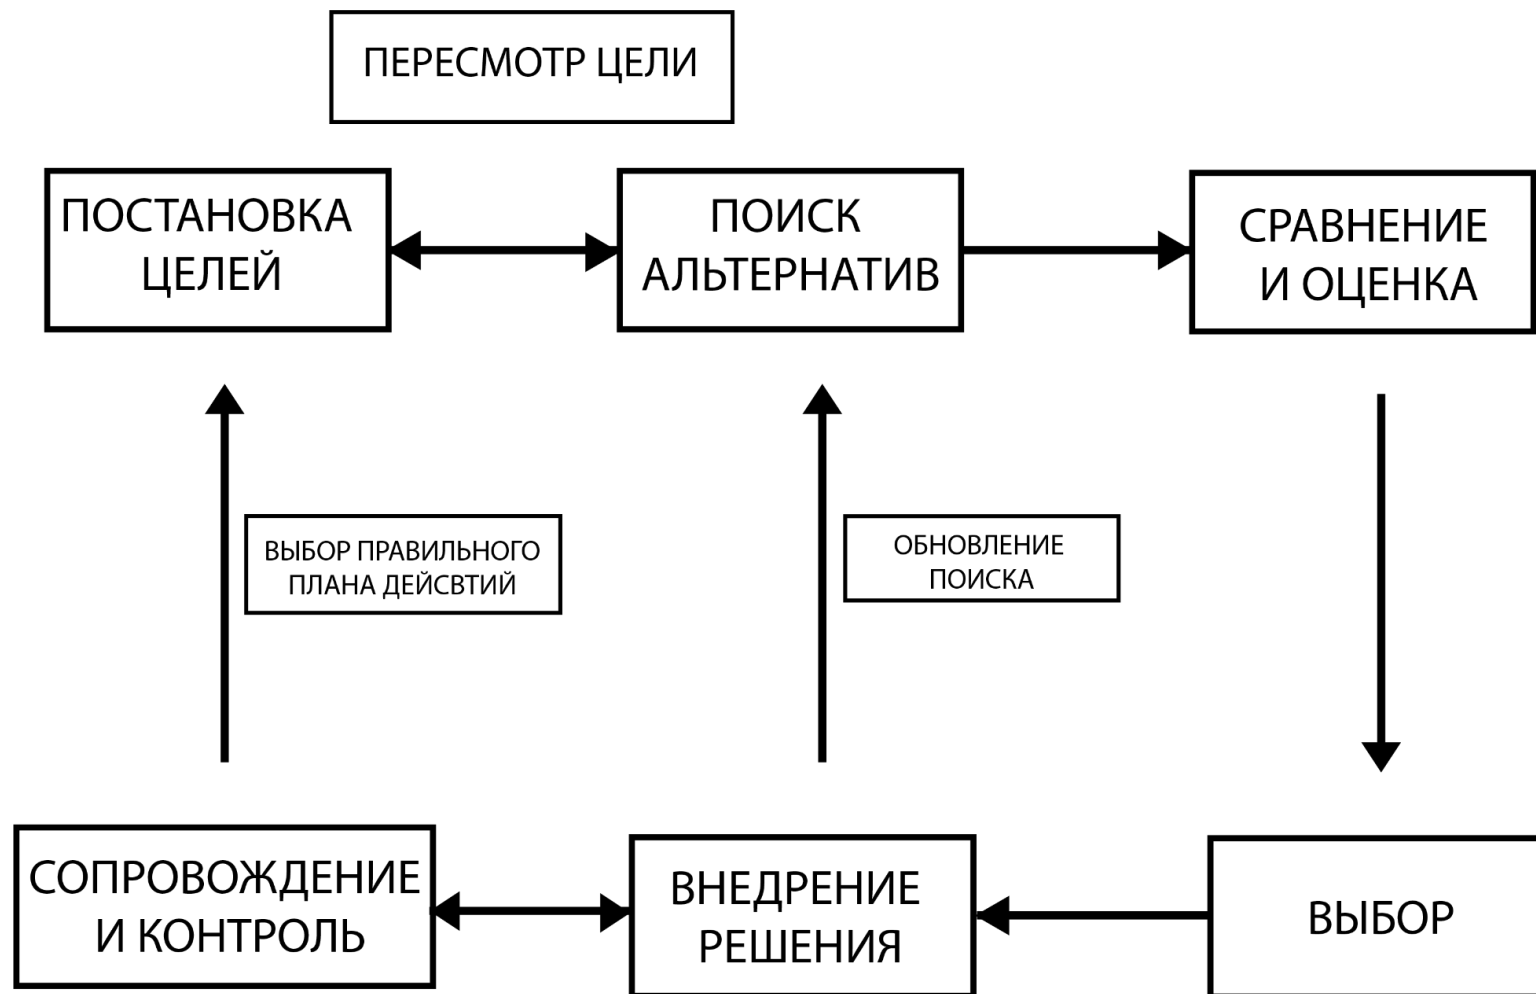 ПЕРЕСМОТР ЦЕЛИ
ПОСТАНОВКА
ЦЕЛЕЙ
ПОИСК
АЛЬТЕРНАТИВ
СРАВНЕНИЕ
И ОЦЕНКА
ВЫБОР ПРАВИЛЬНОГО
ПЛАНА ДЕЙСВТИЙ
ОБНОВЛЕНИЕ
ПОИСКА
СОПРОВОЖДЕНИЕ
И КОНТРОЛЬ
ВНЕДРЕНИЕ
РЕШЕНИЯ
ВЫБОР